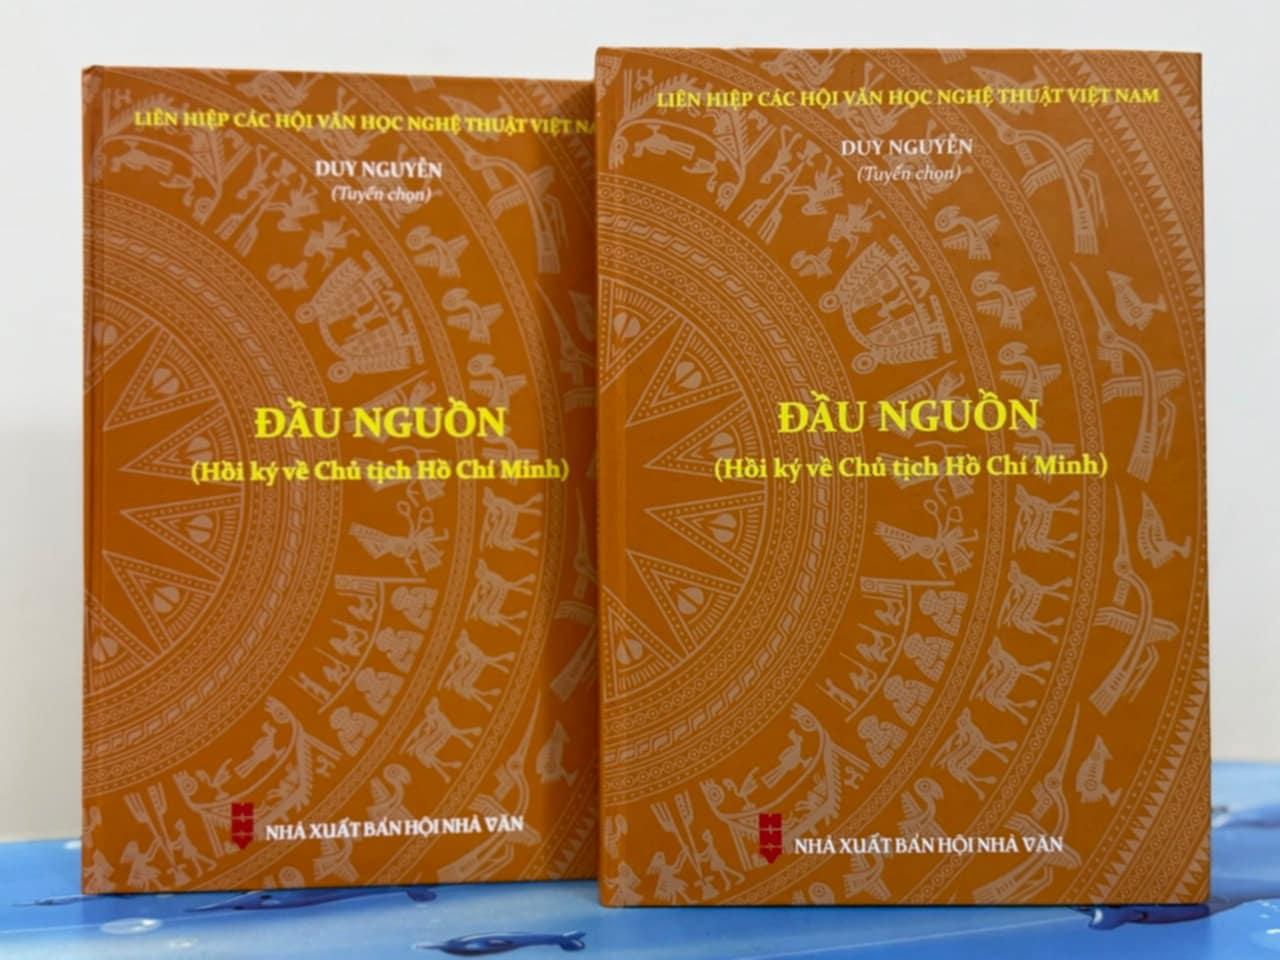 LIÊN HIỆP CÁC HỘI VĂN HỌC NGHỆ THUẬT VIỆT NA
DUY NGUYÊN
(Tuyển chọn)
ĐẦU NGUỒN
(Hồi ký về Chủ tịch Hồ Chí Minh)
NHÀ XUẤT BẢN HỘI NHÀ VĂN
LIÊN HIỆP CÁC HỘI VĂN HỌC NGHỆ THUẬT VIỆT NAM
DUY NGUYÊN
(Tuyển chọn)
ĐẦU NGUỒN
(Hồi ký về Chủ tịch Hồ Chí Minh)
NHÀ XUẤT BẢN HỘI NHÀ VĂN